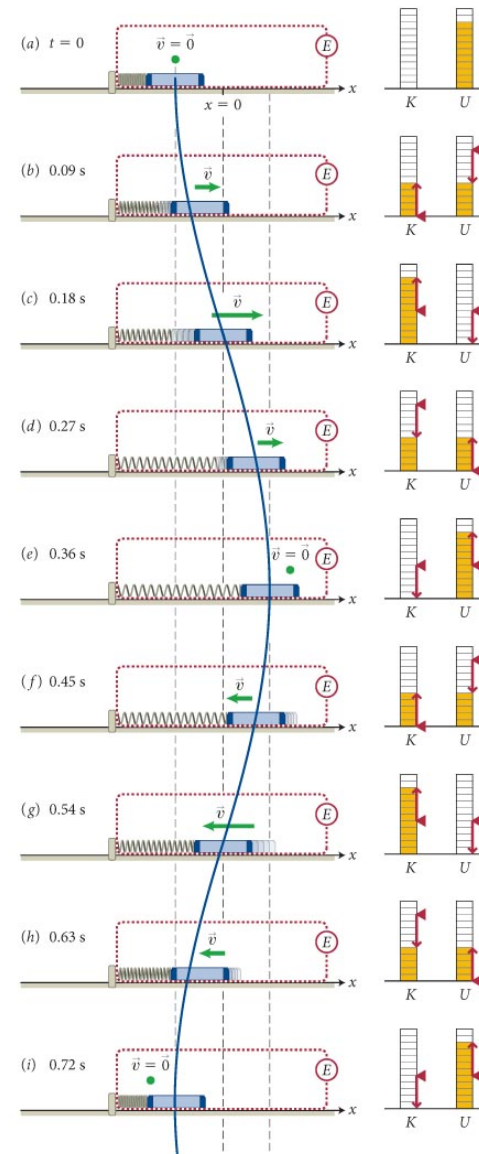 (a) t = 0
v⃗ = 0⃗
E
x
x = 0
K U
(b) 0.09 s
v⃗
E
x
K U
(c) 0.18 s
v⃗
E
x
K U
(d) 0.27 s
v⃗
E
x
K U
(e) 0.36 s
v⃗ = 0⃗
E
x
K U
(f) 0.45 s
v⃗
E
x
K U
(g) 0.54 s
v⃗
E
x
K U
(h) 0.63 s
v⃗
E
x
K U
(i) 0.72 s
v⃗ = 0⃗
E
x
K U